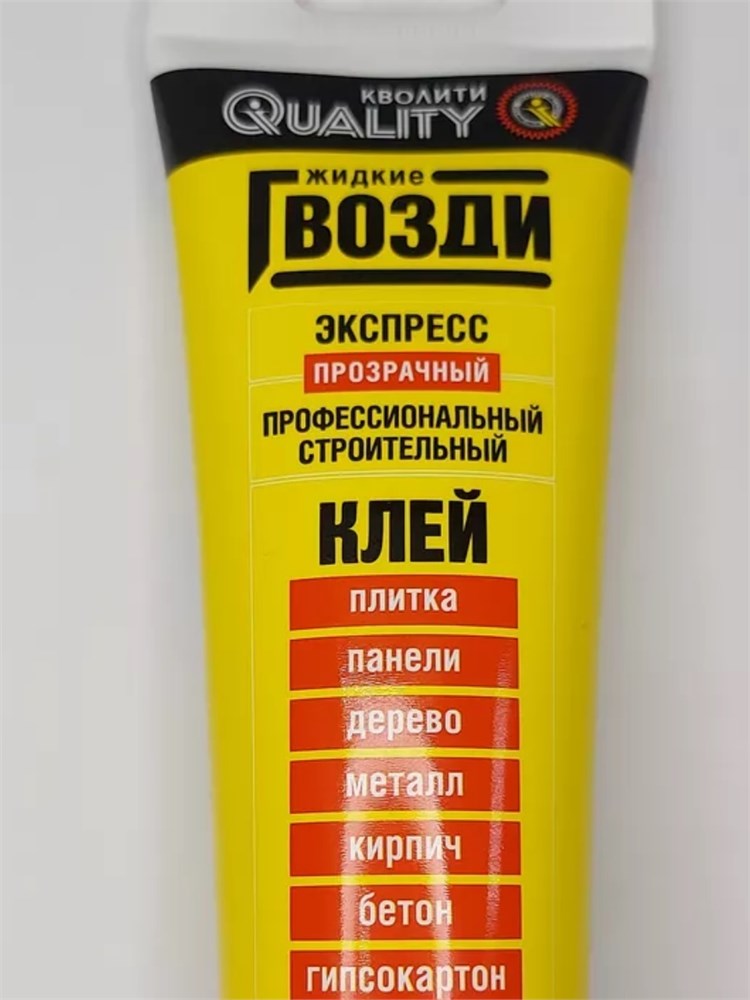 КВОЛИТИ
QUALITY
ЖИДКИЕ
ГВОЗДИ
ЭКСПРЕСС
ПРОЗРАЧНЫЙ
ПРОФЕССИОНАЛЬНЫЙ
СТРОИТЕЛЬНЫЙ
КЛЕЙ
плитка
панели
дерево
металл
кирпич
бетон
гипсокартон